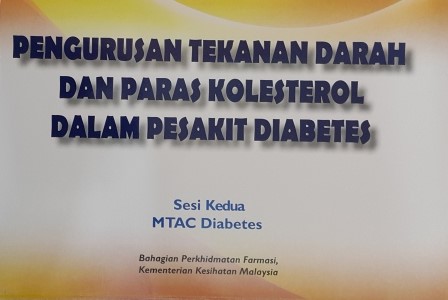 PENGURUSAN TEKANAN DARAH
DAN PARAS KOLESTEROL
DALAM PESAKIT DIABETES
Sesi Kedua
MTAC Diabetes
Bahagian Perkhidmatan Farmasi,
Kementerian Kesihatan Malaysia